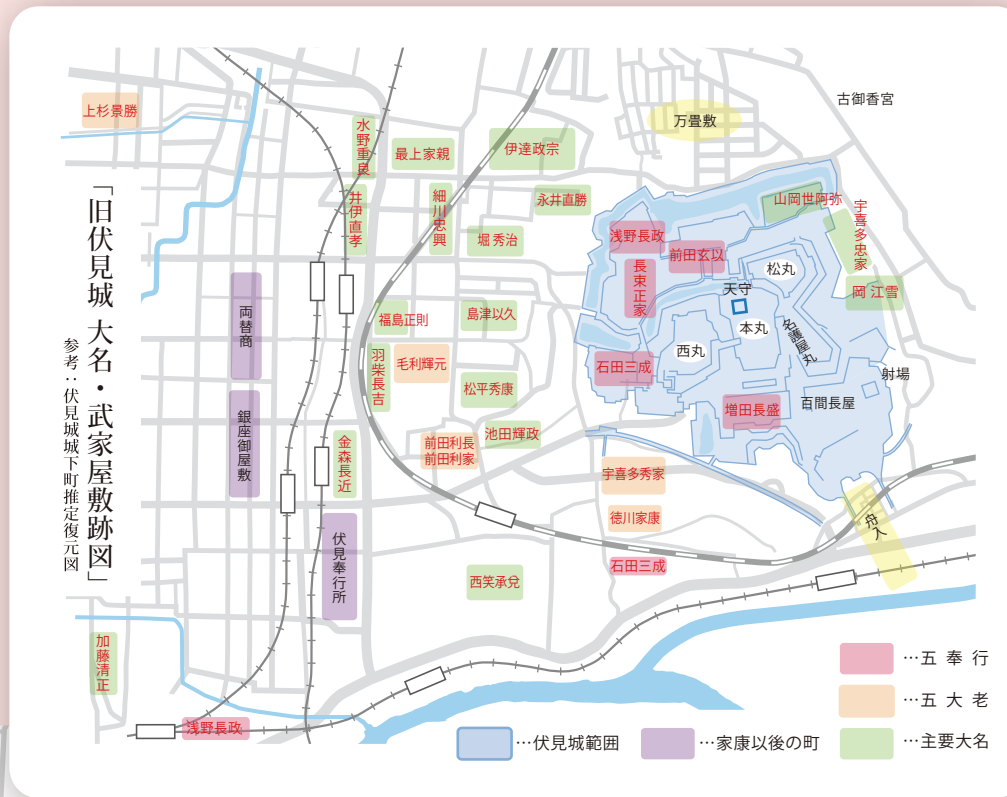 「旧伏見城 大名・武家屋敷跡図」
参考：伏見城城下町推定復元図
上杉景勝
水野重良
最上家親
伊達政宗
万畳敷
古御香宮
井伊直孝
細川忠興
永井直勝
堀 秀治
浅野長政
前田玄以
長束正家
山岡世阿弥
宇喜多忠家
岡 江雪
松丸
天守
本丸
名護屋丸
西丸
石田三成
増田長盛
百間長屋
射場
両替商
銀座御屋敷
福島正則
島津以久
羽柴長吉
毛利輝元
松平秀康
金森長近
前田利長
前田利家
池田輝政
宇喜多秀家
徳川家康
石田三成
舟入
伏見奉行所
西笑承兌
加藤清正
浅野長政
…五 奉 行
…五 大 老
…伏見城範囲
…家康以後の町
…主要大名